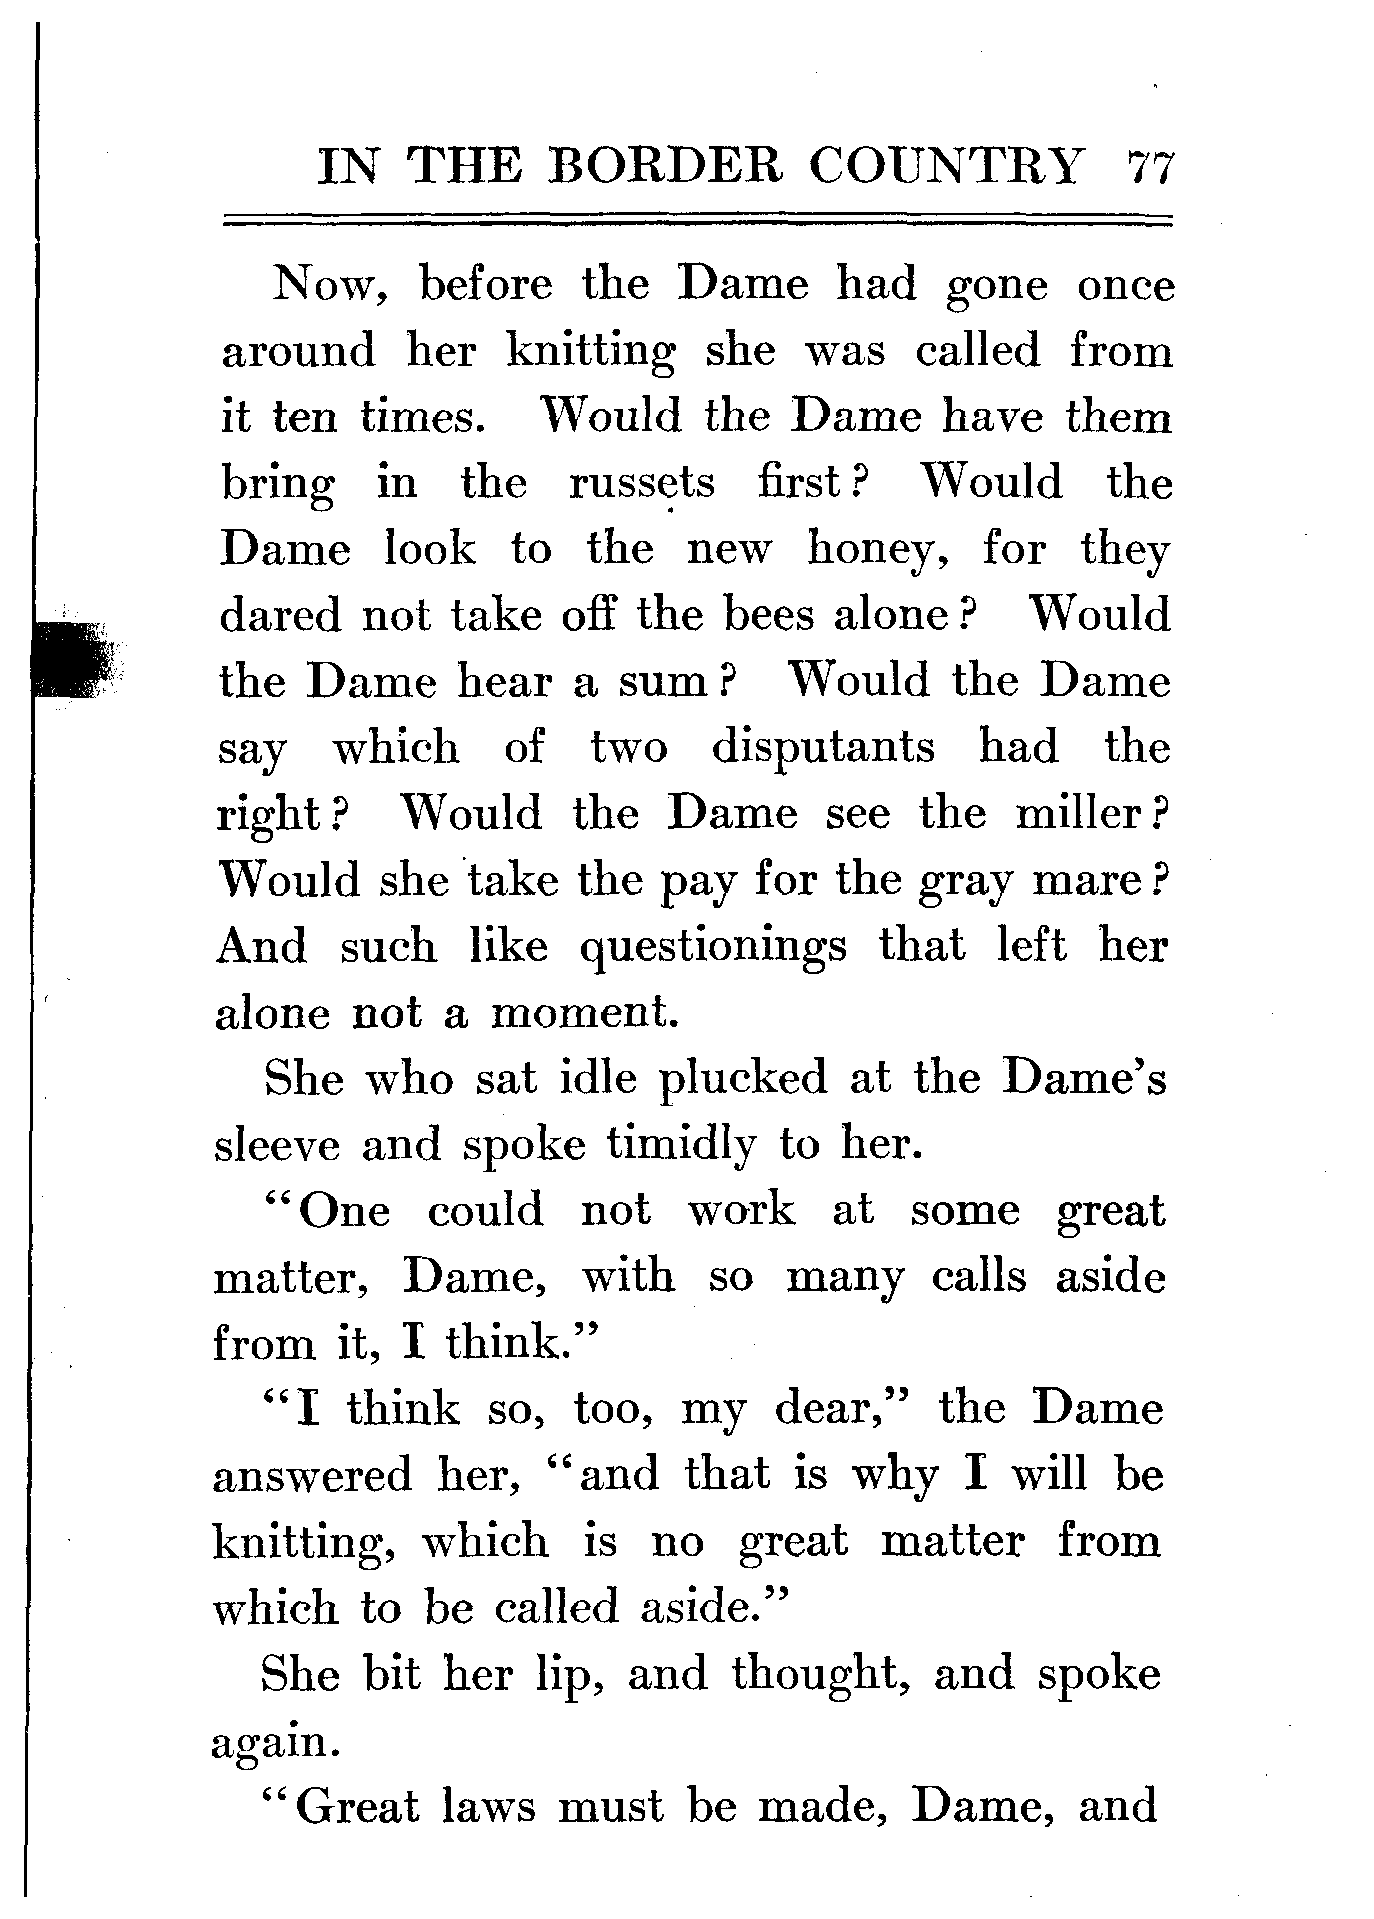 IN THE BORDER COUNTRY 77
Now, before the Dame had gone once
around her knitting she was called from
it ten times. Would the Dame have them
bring in the russets first? Would the
Dame look to the new honey, for they
dared not take off the bees alone? Would
the Dame hear a sum? Would the Dame
say which of two disputants had the
right? Would the Dame see the miller?
Would she take the pay for the gray mare?
And such like questionings that left her
alone not a moment.
She who sat idle plucked at the Dame's
sleeve and spoke timidly to her.
"One could not work at some great
matter, Dame, with so many calls aside
from it, I think."
"I think so, too, my dear," the Dame
answered her, "and that is why I will be
knitting, which is no great matter from
which to be called aside."
She bit her lip, and thought, and spoke
again.
"Great laws must be made, Dame, and